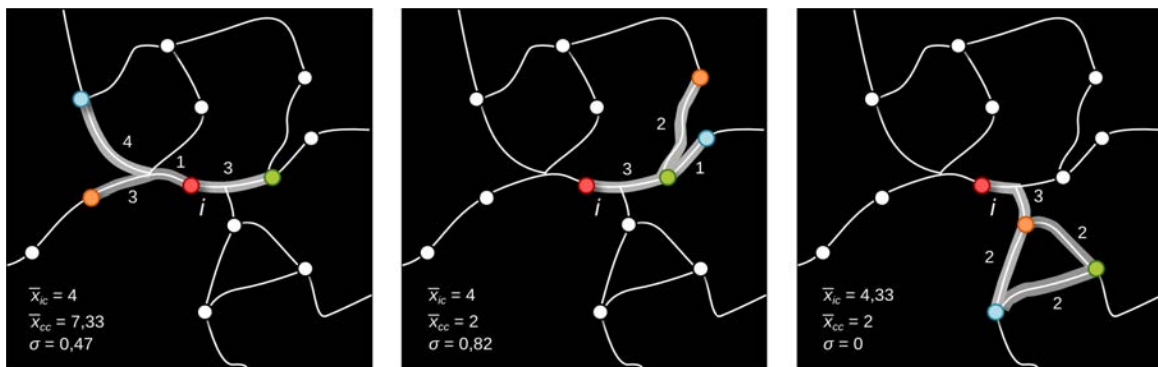 4
1
3
3
i
x̅ic = 4
x̅cc = 7,33
σ = 0,47
2
3
1
i
x̅ic = 4
x̅cc = 2
σ = 0,82
3
i
2
2
2
x̅ic = 4,33
x̅cc = 2
σ = 0